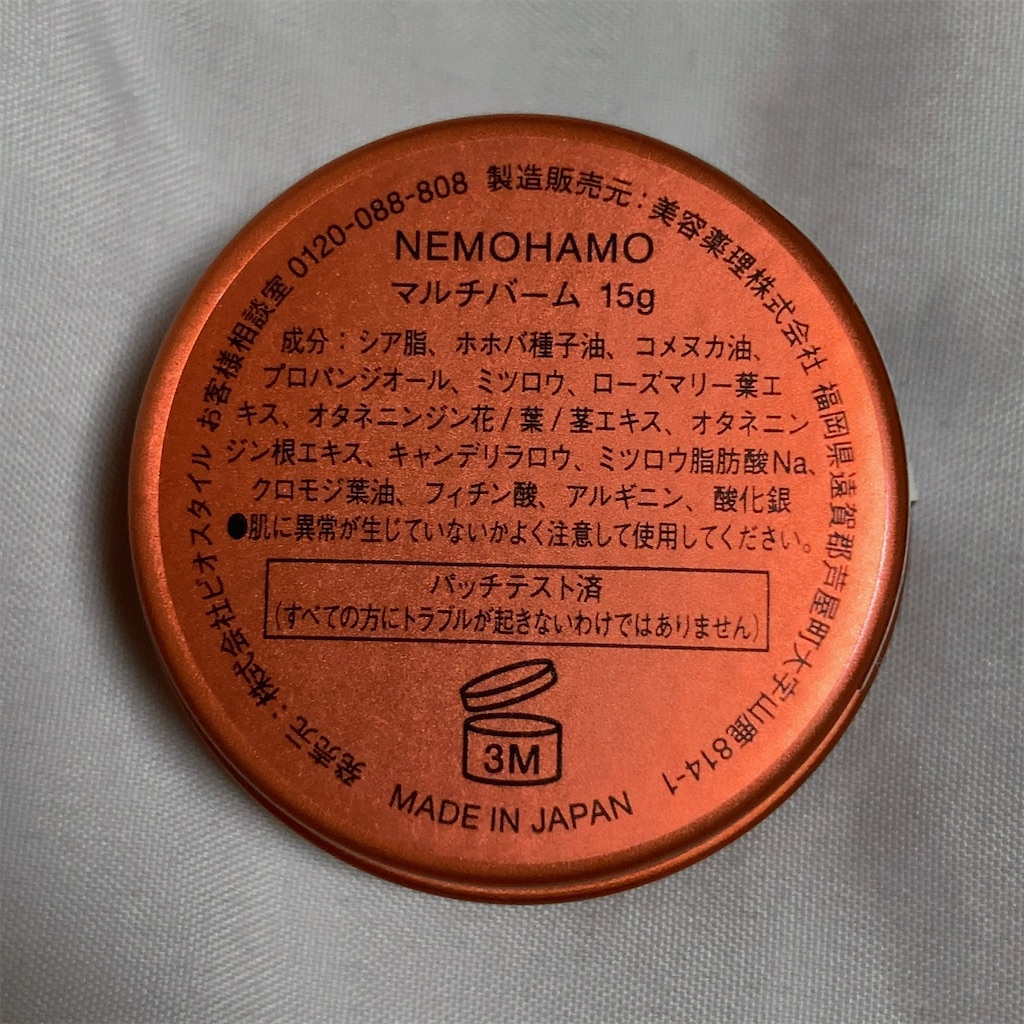 NEMOHAMO
マルチバーム 15g
成分：シア脂、ホホバ種子油、コメヌカ油、
プロパンジオール、ミツロウ、ローズマリー葉エ
キス、オタネニンジン花 / 葉 / 茎エキス、オタネニン
ジン根エキス、キャンデリラロウ、ミツロウ脂肪酸Na、
クロモジ葉油、フィチン酸、アルギニン、酸化銀
●肌に異常が生じていないかよく注意して使用してください。
パッチテスト済
（すべての方にトラブルが起きないわけではありません）
3M
MADE IN JAPAN
発売元：株式会社ビオスタイル お客様相談室 0120-088-808
製造販売元：美容薬理株式会社 福岡県遠賀郡芦屋町大字山鹿814-1